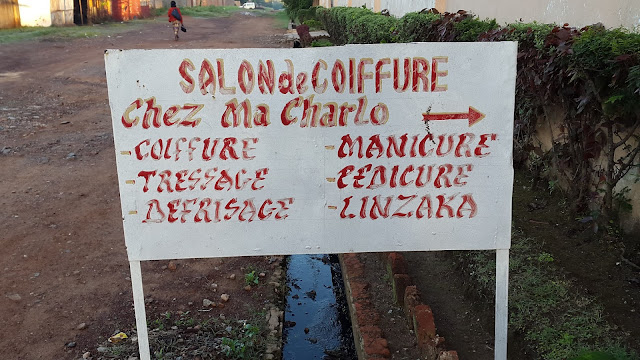 SALON de COIFFURE
Chez Ma Charlo
- COIFFURE
- TRESSAGE
- DEFRISAGE
- MANICURE
- PEDICURE
- LINZAKA